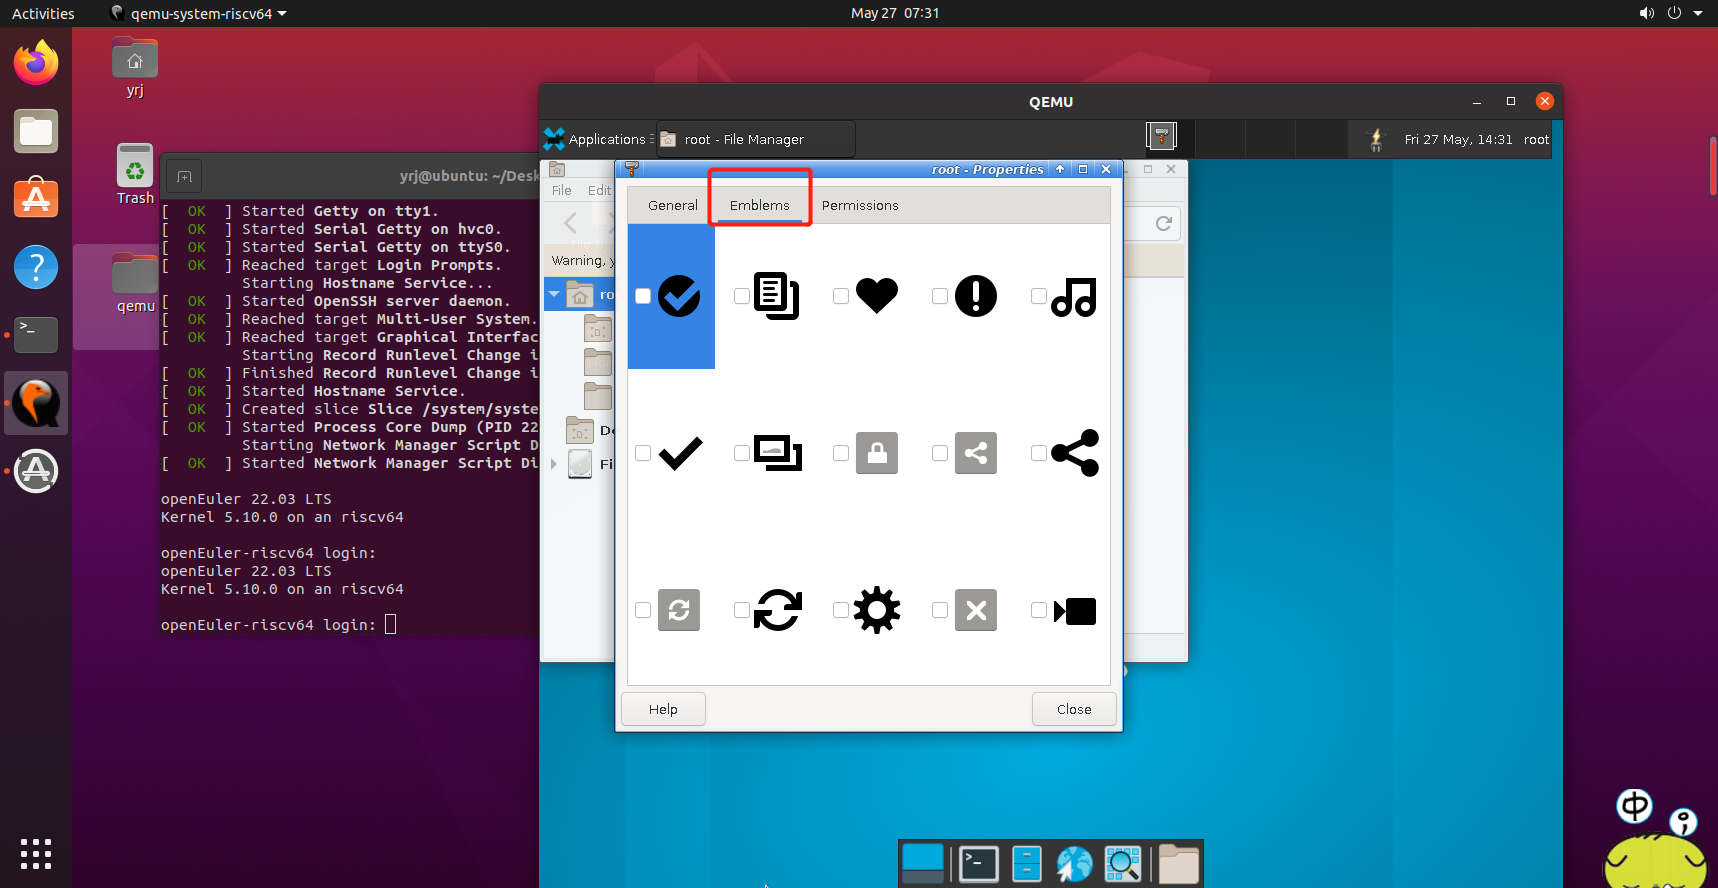 Activities
qemu-system-riscv64
May 27 07:31
yrj
Trash
qemu
yrj@ubuntu: ~/Desk
[ OK ] Started Getty on tty1.
[ OK ] Started Serial Getty on hvc0.
[ OK ] Started Serial Getty on ttyS0.
[ OK ] Reached target Login Prompts.
Starting Hostname Service...
[ OK ] Started OpenSSH server daemon.
[ OK ] Reached target Multi-User System.
[ OK ] Reached target Graphical Interfac
Starting Record Runlevel Change i
[ OK ] Finished Record Runlevel Change i
[ OK ] Started Hostname Service.
[ OK ] Created slice Slice /system/syste
[ OK ] Started Process Core Dump (PID 22
Starting Network Manager Script D
[ OK ] Started Network Manager Script Di
openEuler 22.03 LTS
Kernel 5.10.0 on an riscv64
openEuler-riscv64 login:
openEuler 22.03 LTS
Kernel 5.10.0 on an riscv64
openEuler-riscv64 login:
QEMU
Applications
root - File Manager
Fri 27 May, 14:31
root
File
Edit
Warning, y
ro
De
Fi
root - Properties
General
Emblems
Permissions
Help
Close
中